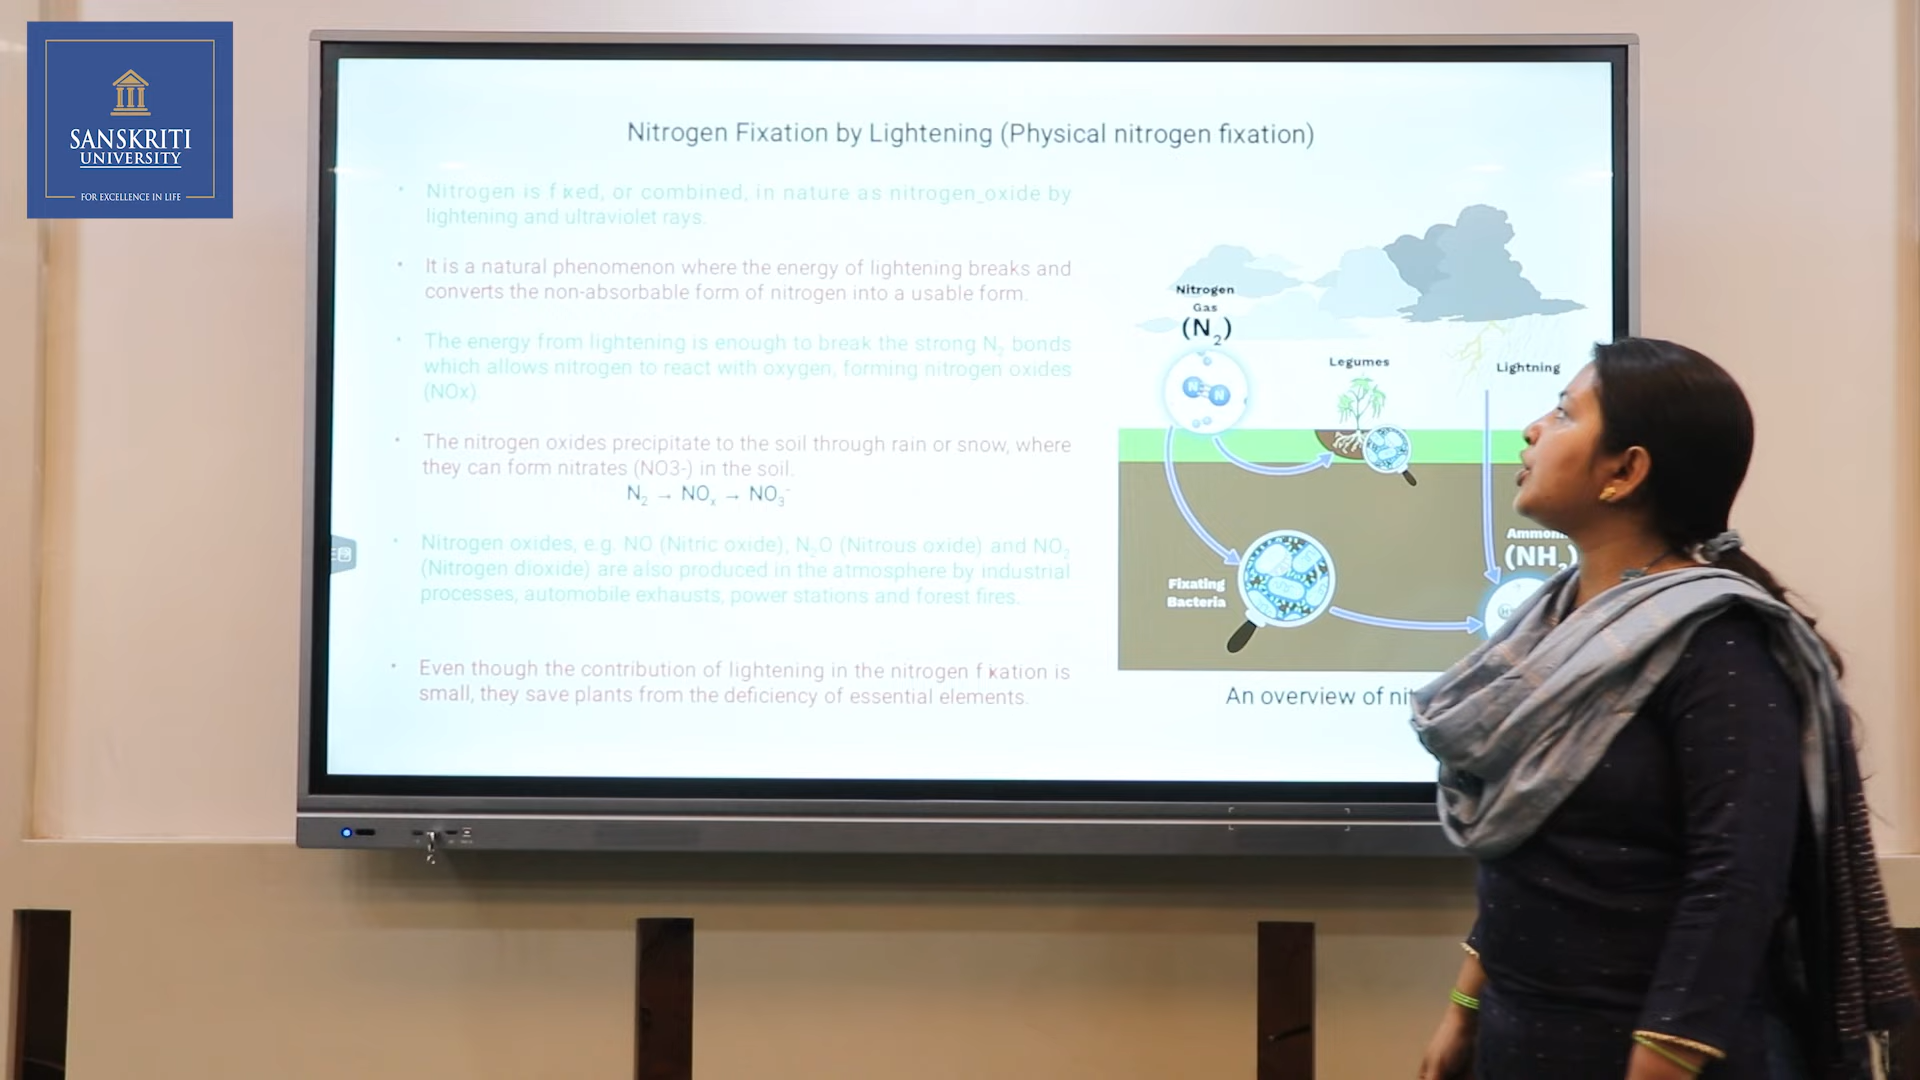 SANSKRITI
UNIVERSITY
FOR EXCELLENCE IN LIFE
Nitrogen Fixation by Lightening (Physical nitrogen fixation)
• Nitrogen is fixed, or combined, in nature as nitrogen_oxide by
lightening and ultraviolet rays.
• It is a natural phenomenon where the energy of lightening breaks and
converts the non-absorbable form of nitrogen into a usable form.
• The energy from lightening is enough to break the strong N₂ bonds
which allows nitrogen to react with oxygen, forming nitrogen oxides
(NOx)
• The nitrogen oxides precipitate to the soil through rain or snow, where
they can form nitrates (NO3-) in the soil.
N₂ → NOₓ → NO₃⁻
• Nitrogen oxides, e.g. NO (Nitric oxide), N₂O (Nitrous oxide) and NO₂
(Nitrogen dioxide) are also produced in the atmosphere by industrial
processes, automobile exhausts, power stations and forest fires.
• Even though the contribution of lightening in the nitrogen fixation is
small, they save plants from the deficiency of essential elements.
Nitrogen
Gas
(N₂)
N N
Legumes
Lightning
Fixating
Bacteria
(NH₃)
An overview of